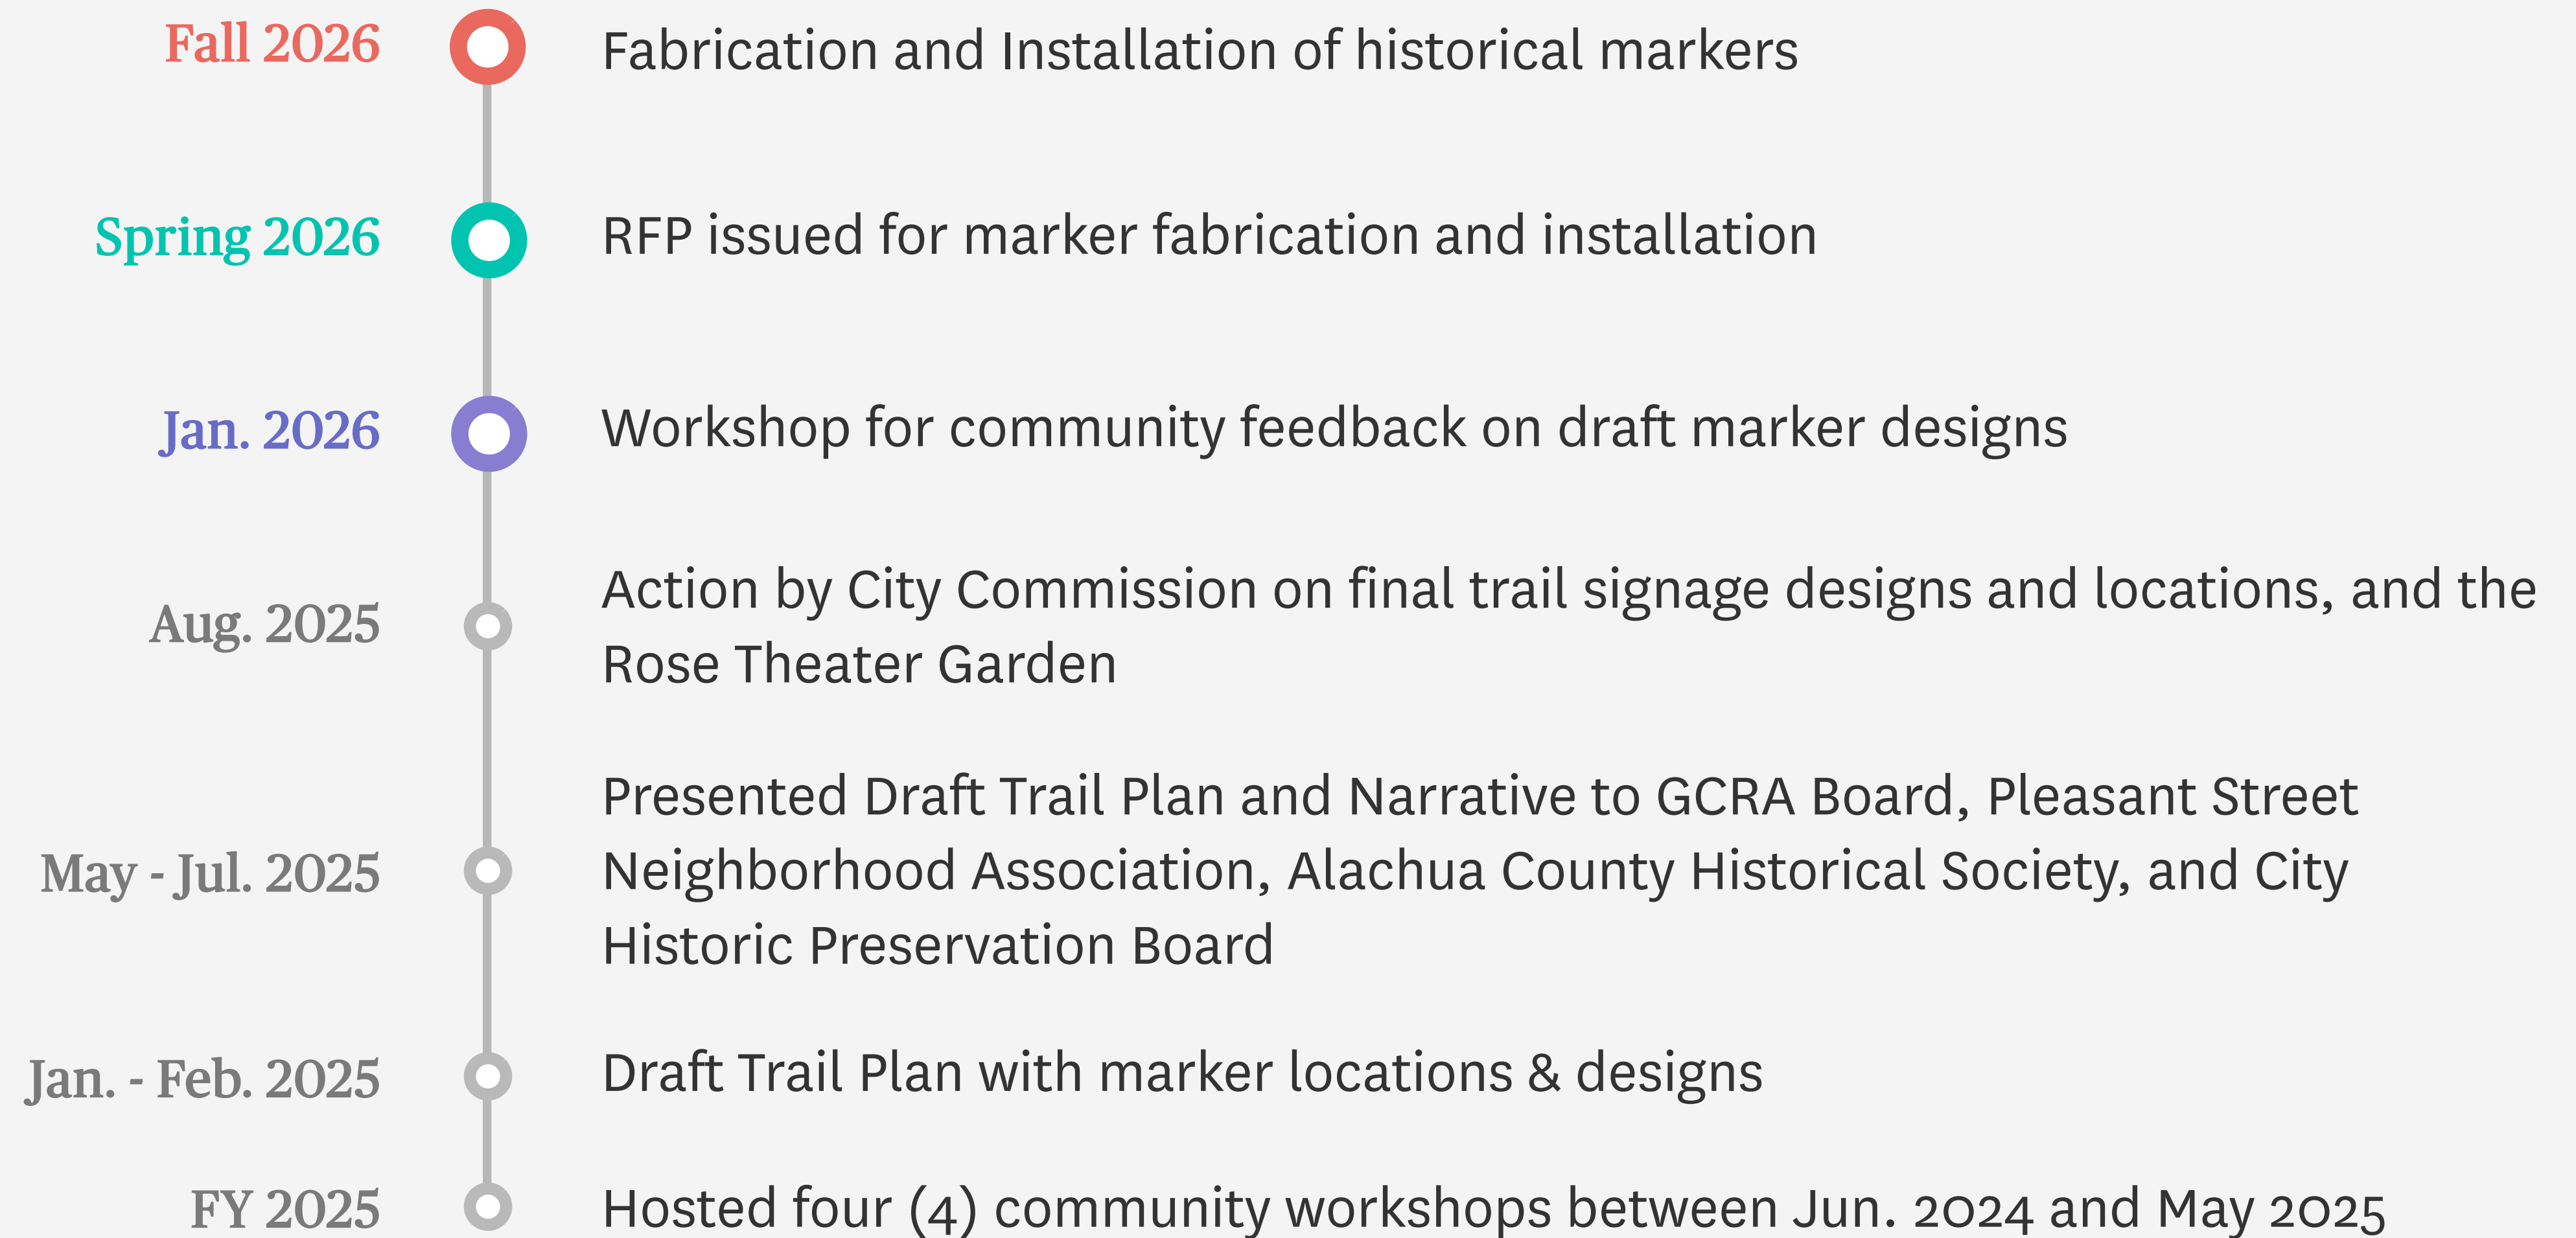 Fall 2026
Fabrication and Installation of historical markers
Spring 2026
RFP issued for marker fabrication and installation
Jan. 2026
Workshop for community feedback on draft marker designs
Aug. 2025
Action by City Commission on final trail signage designs and locations, and the
Rose Theater Garden
May - Jul. 2025
Presented Draft Trail Plan and Narrative to GCRA Board, Pleasant Street
Neighborhood Association, Alachua County Historical Society, and City
Historic Preservation Board
Jan. - Feb. 2025
Draft Trail Plan with marker locations & designs
FY 2025
Hosted four (4) community workshops between Jun. 2024 and May 2025